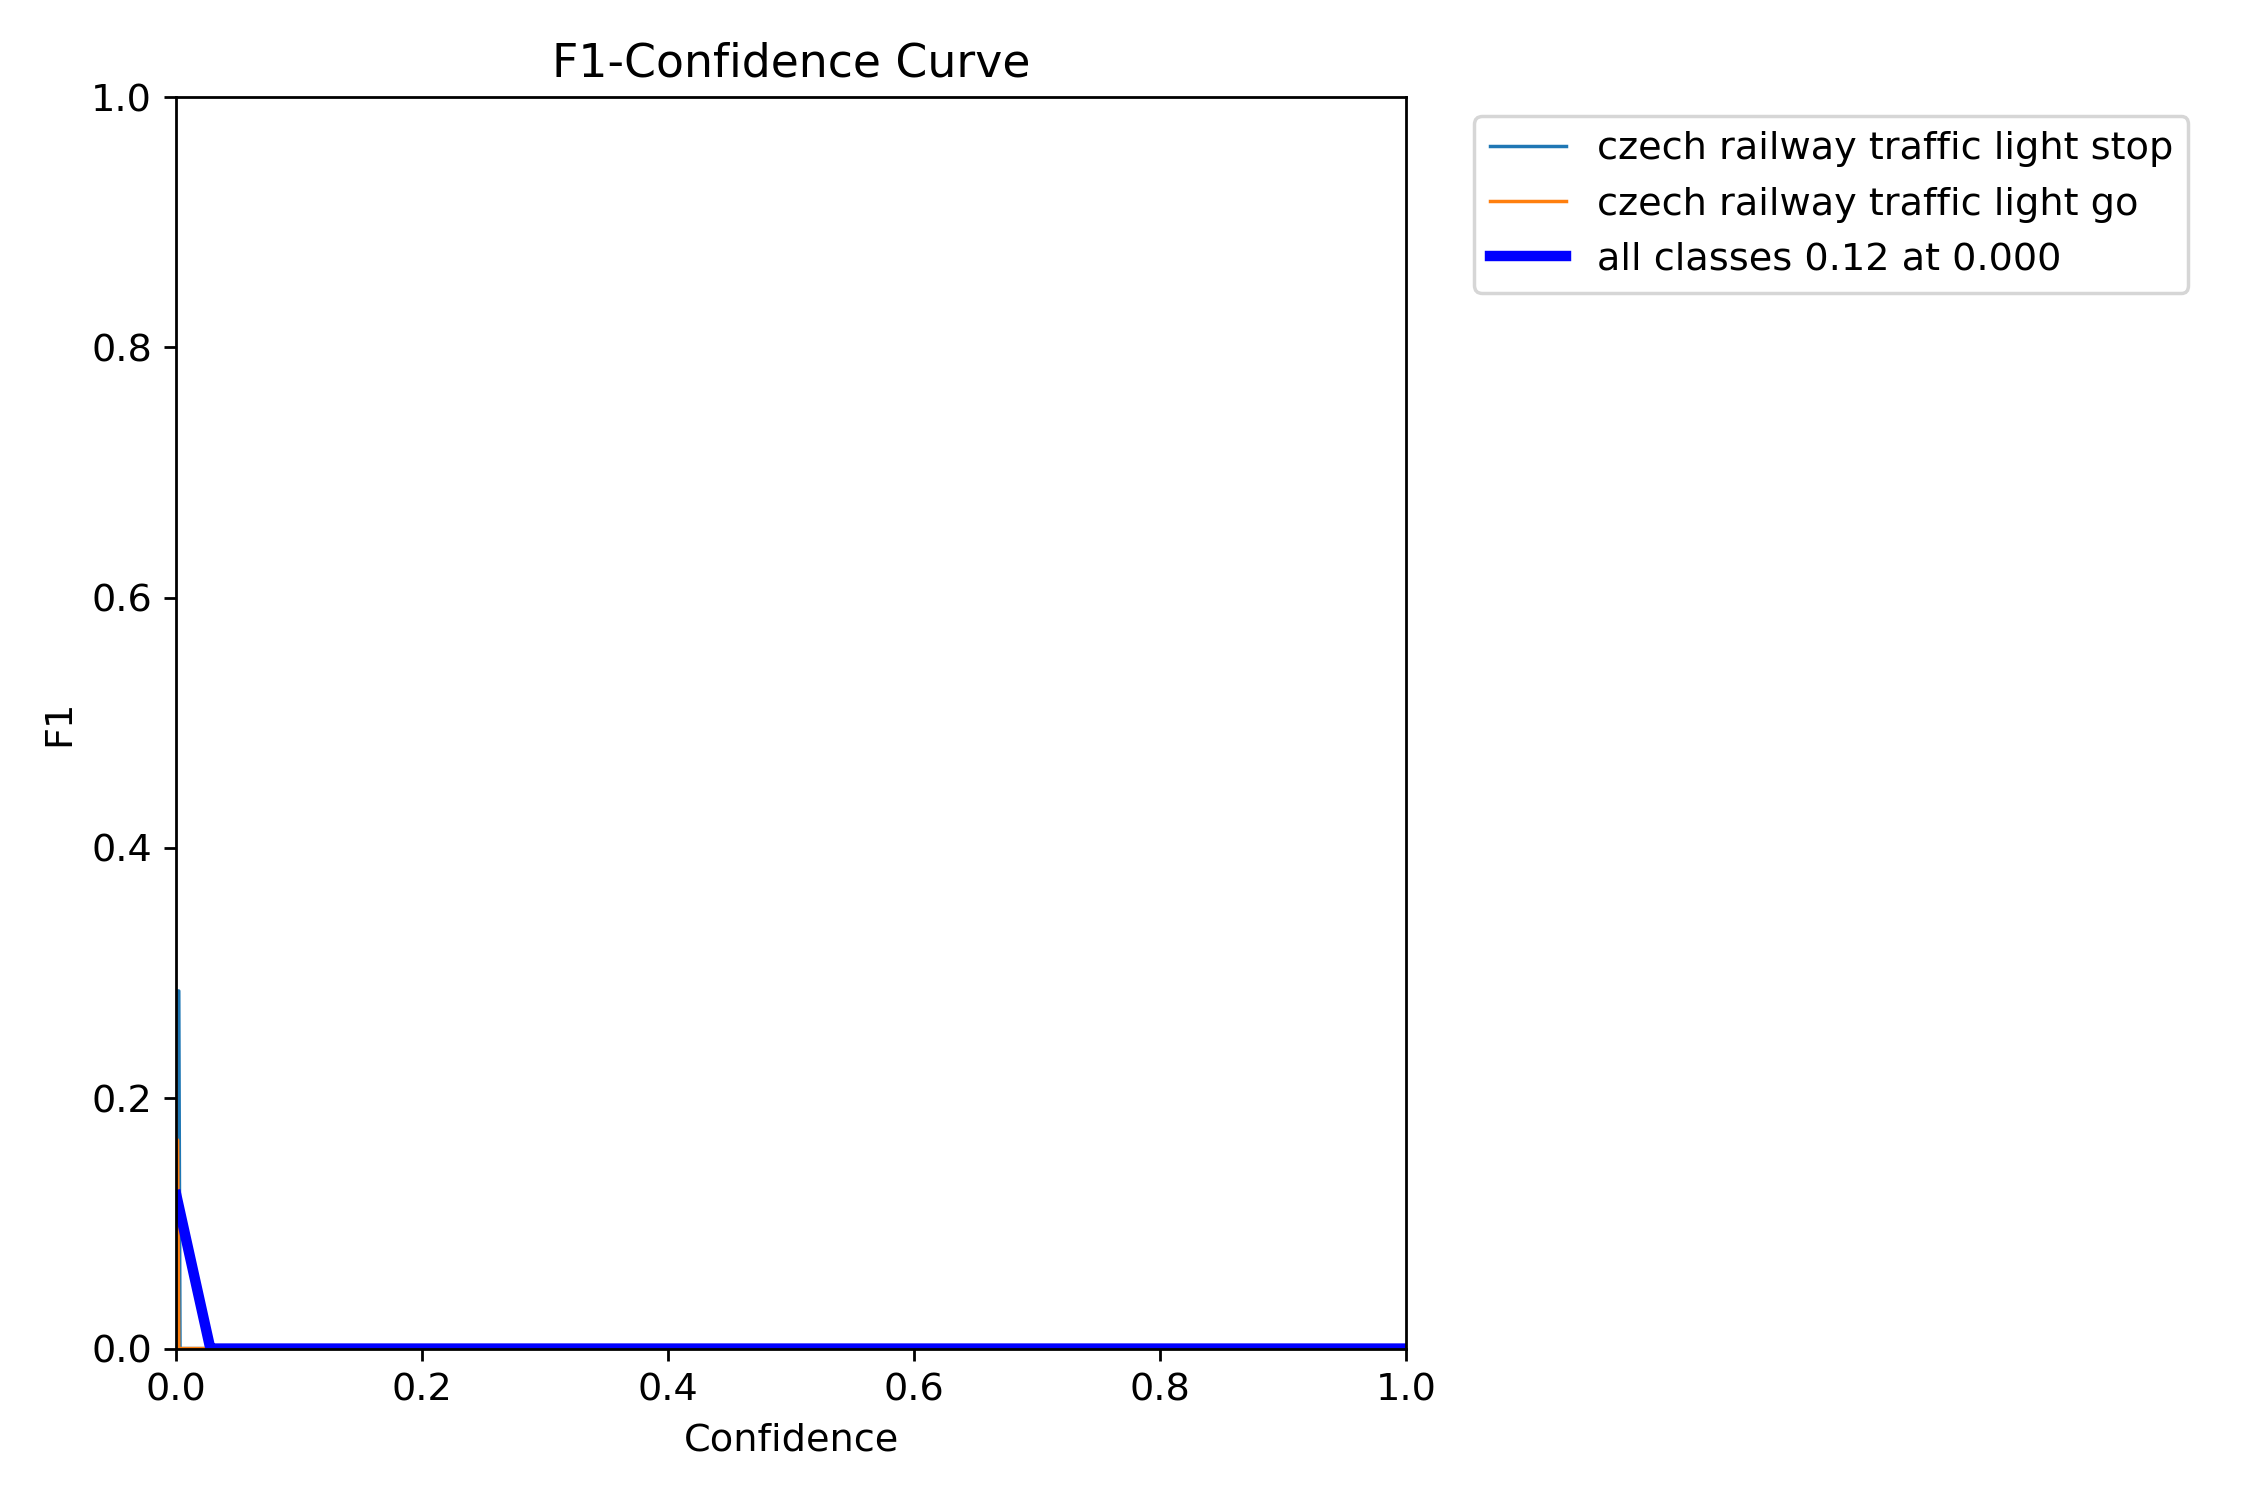 F1-Confidence Curve
1.0
0.8
0.6
0.4
0.2
0.0
F1
0.0 0.2 0.4 0.6 0.8 1.0
Confidence
czech railway traffic light stop
czech railway traffic light go
all classes 0.12 at 0.000